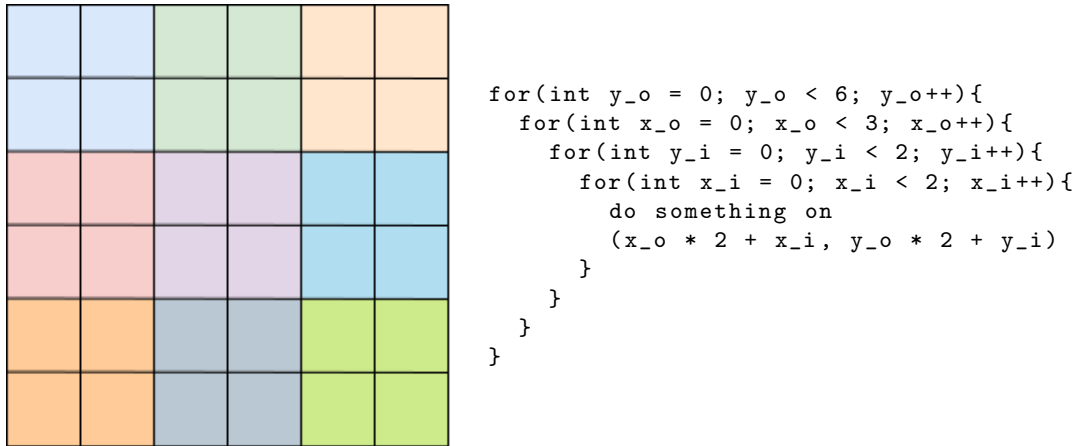 for(int y_o = 0; y_o < 6; y_o++){
  for(int x_o = 0; x_o < 3; x_o++){
    for(int y_i = 0; y_i < 2; y_i++){
      for(int x_i = 0; x_i < 2; x_i++){
        do something on
        (x_o * 2 + x_i, y_o * 2 + y_i)
      }
    }
  }
}